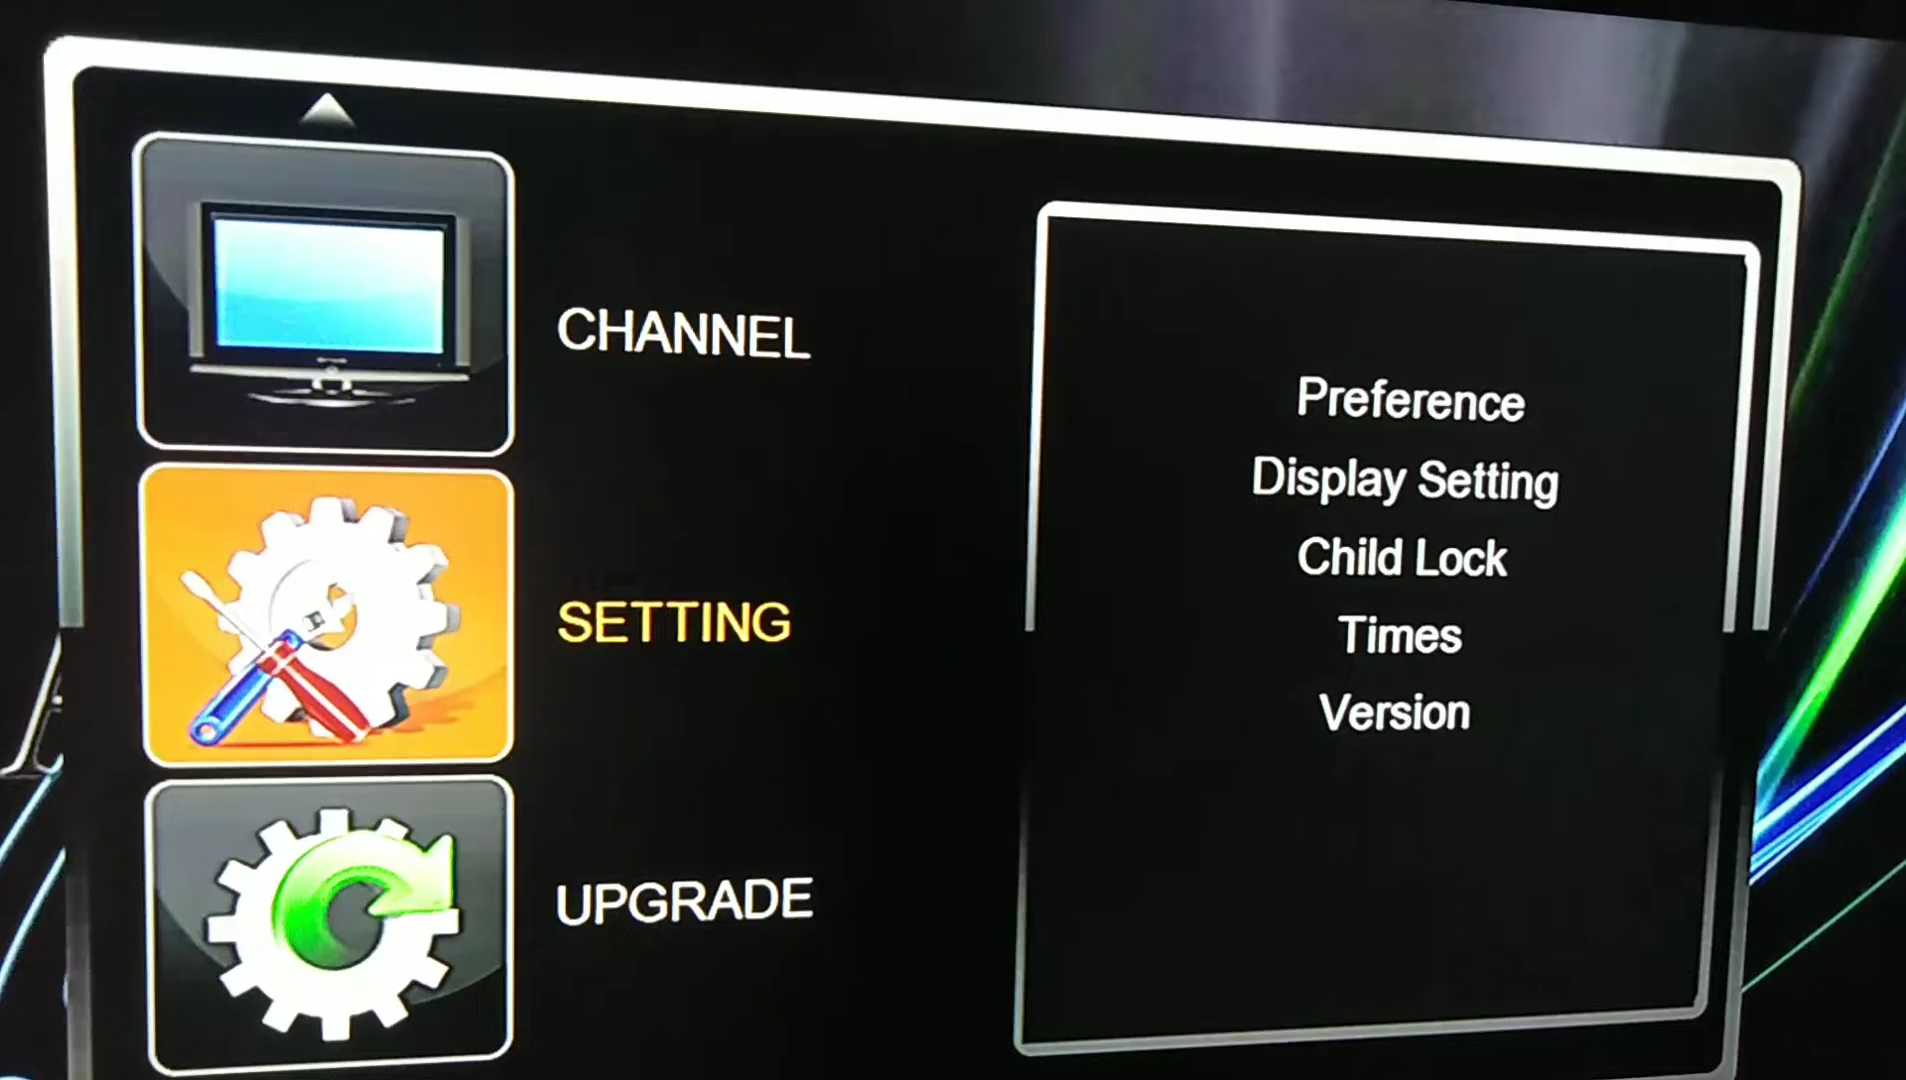 CHANNEL
SETTING
UPGRADE
Preference
Display Setting
Child Lock
Times
Version